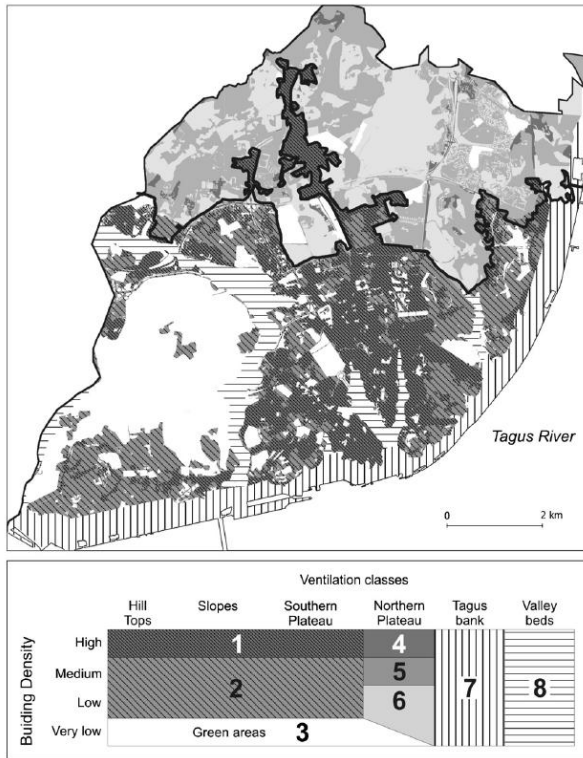 Tagus River
0 2 km
Ventilation classes
Hill Tops
Slopes
Southern Plateau
Northern Plateau
Tagus bank
Valley beds
Buiding Density
High
Medium
Low
Very low
1
4
2
5
6
7
8
Green areas 3